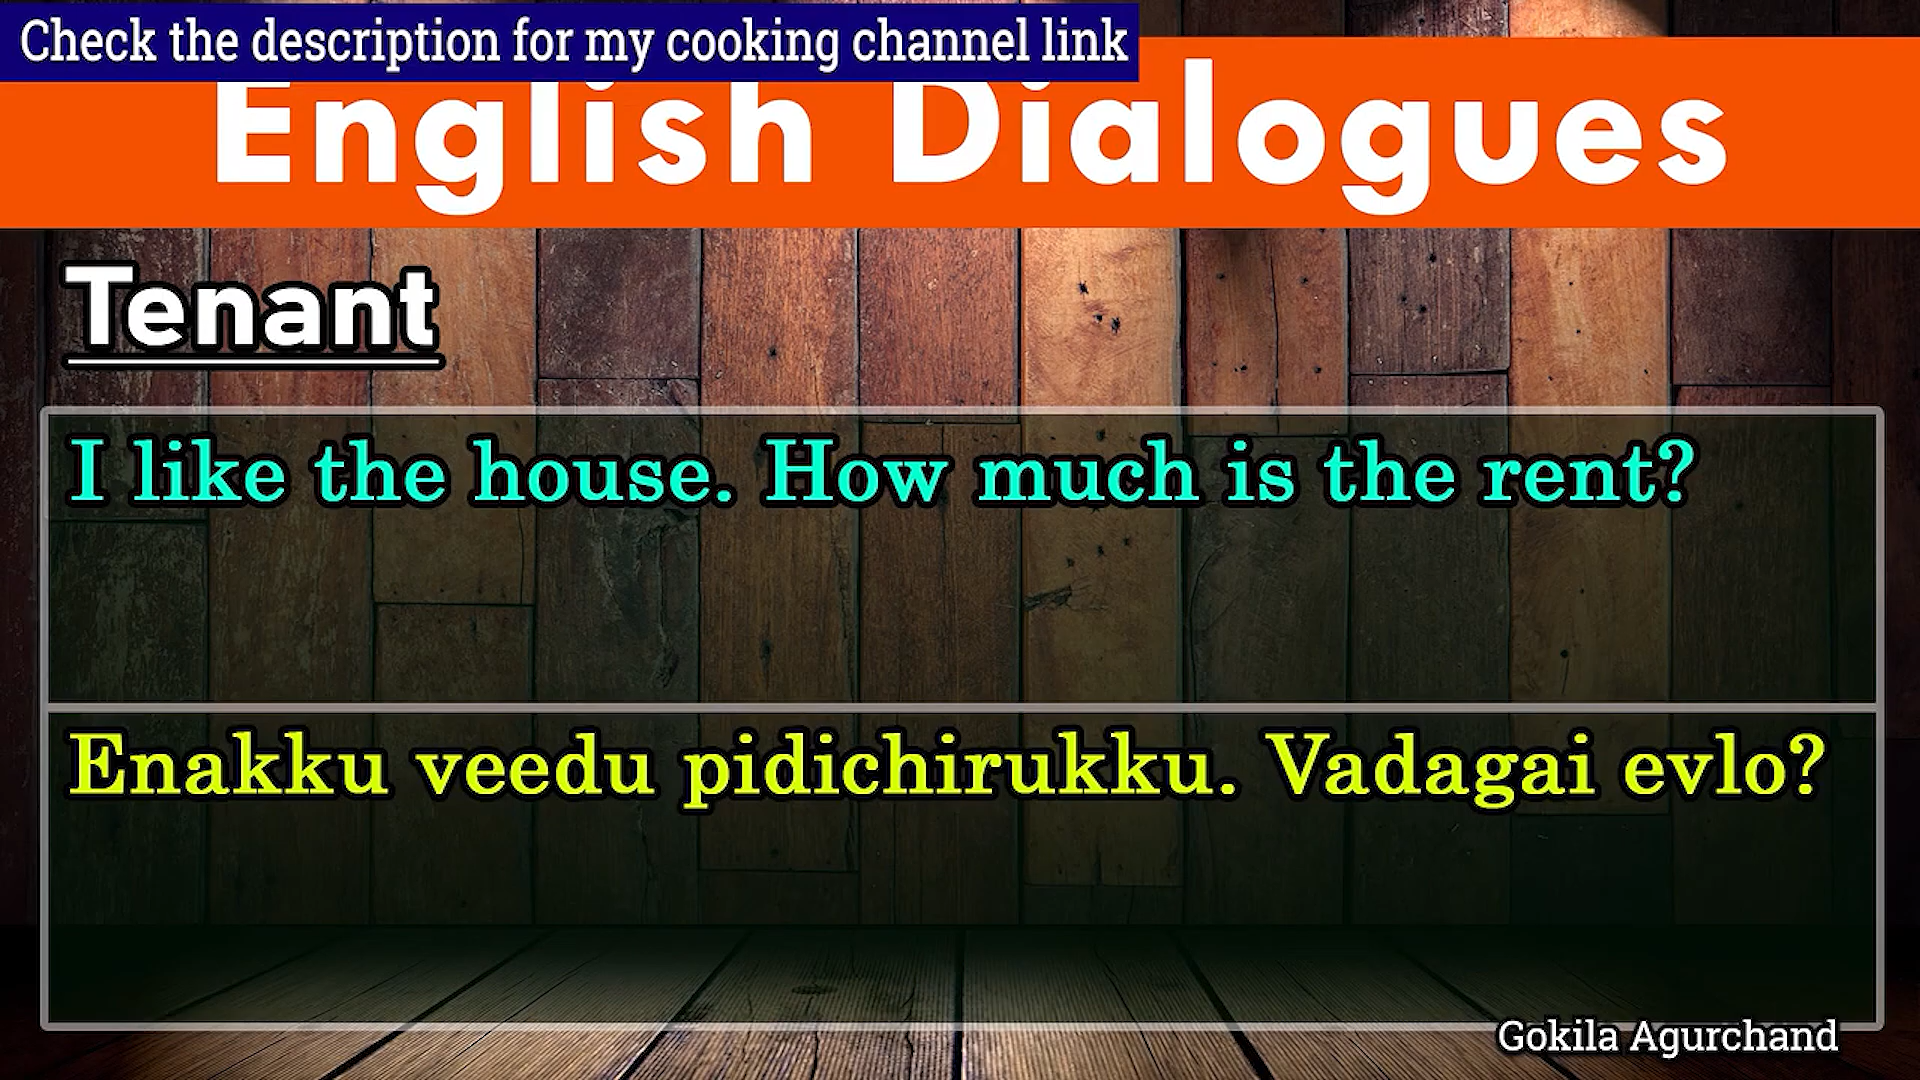 Check the description for my cooking channel link
English Dialogues
Tenant
I like the house. How much is the rent?
Enakku veedu pidichirukku. Vadagai evlo?
Gokila Agurchand